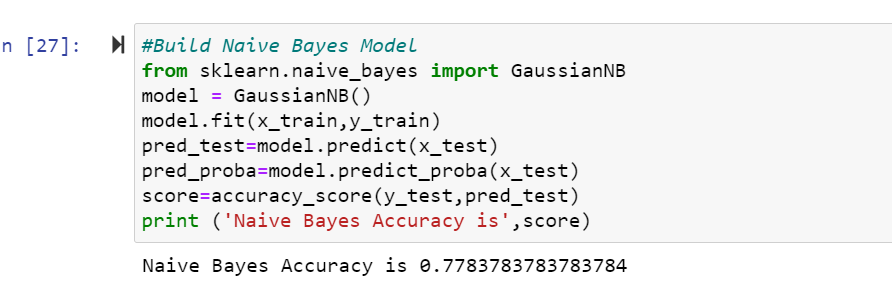 n [27]:
#Build Naive Bayes Model
from sklearn.naive_bayes import GaussianNB
model = GaussianNB()
model.fit(x_train,y_train)
pred_test=model.predict(x_test)
pred_proba=model.predict_proba(x_test)
score=accuracy_score(y_test,pred_test)
print ('Naive Bayes Accuracy is',score)
Naive Bayes Accuracy is 0.7783783783783784